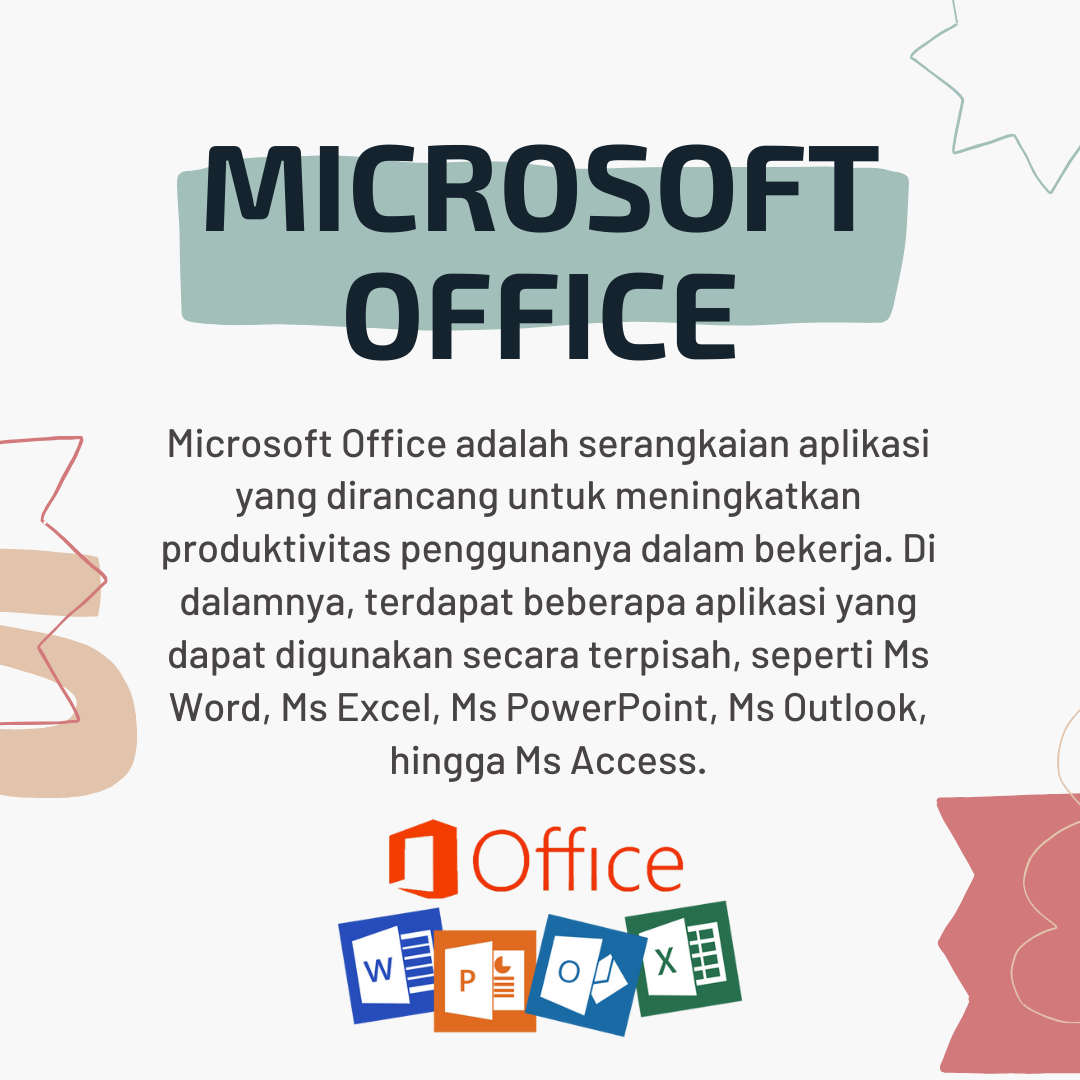 MICROSOFT
OFFICE
Microsoft Office adalah serangkaian aplikasi
yang dirancang untuk meningkatkan
produktivitas penggunanya dalam bekerja. Di
dalamnya, terdapat beberapa aplikasi yang
dapat digunakan secara terpisah, seperti Ms
Word, Ms Excel, Ms PowerPoint, Ms Outlook,
hingga Ms Access.
Office
W P O X